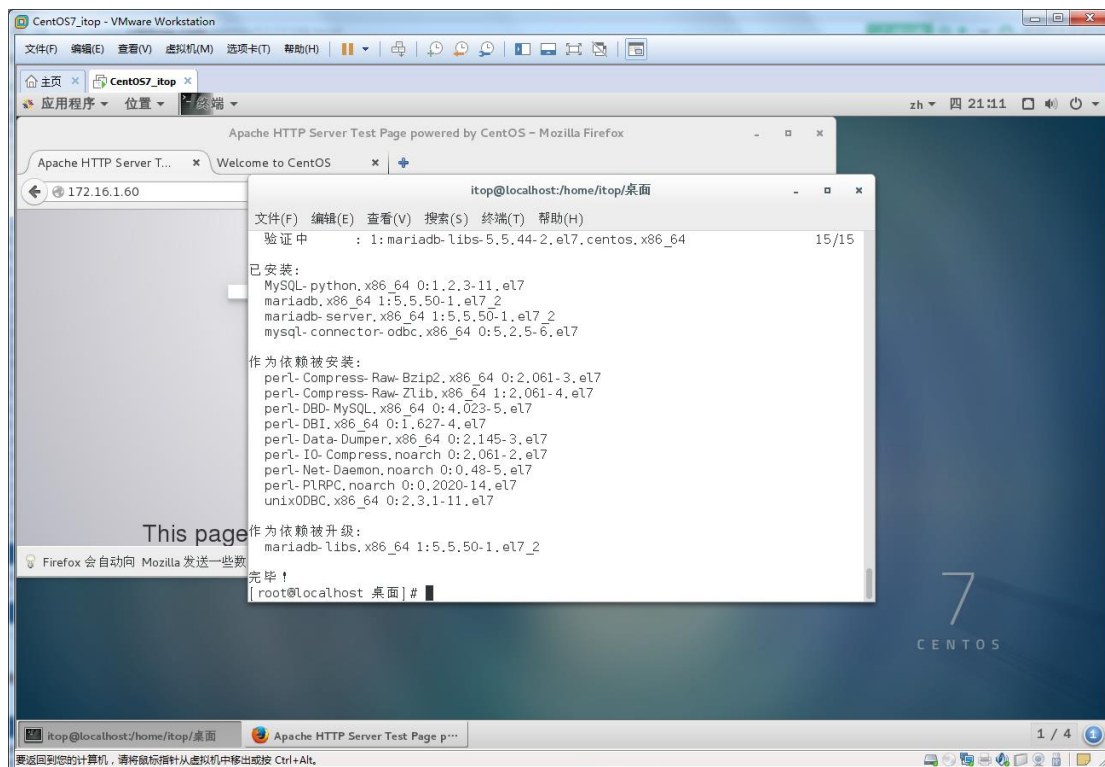 CentOS7_itop - VMware Workstation
文件(F) 编辑(E) 查看(V) 虚拟机(M) 选项卡(T) 帮助(H)
主页 × CentOS7_itop ×
应用程序 位置 终端 zh 四 21:11
Apache HTTP Server Test Page powered by CentOS – Mozilla Firefox
Apache HTTP Server T... Welcome to CentOS
172.16.1.60
itop@localhost:/home/itop/桌面
文件(F) 编辑(E) 查看(V) 搜索(S) 终端(T) 帮助(H)
验证中 : 1:mariadb-libs-5.5.44-2.el7.centos.x86_64 15/15
已安装:
MySQL-python.x86_64 0:1.2.3-11.el7
mariadb.x86_64 1:5.5.50-1.el7_2
mariadb-server.x86_64 1:5.5.50-1.el7_2
mysql-connector-odbc.x86_64 0:5.2.5-6.el7
作为依赖被安装:
perl-Compress-Raw-Bzip2.x86_64 0:2.061-3.el7
perl-Compress-Raw-Zlib.x86_64 1:2.061-4.el7
perl-DBD-MySQL.x86_64 0:4.023-5.el7
perl-DBI.x86_64 0:1.627-4.el7
perl-Data-Dumper.x86_64 0:2.145-3.el7
perl-IO-Compress.noarch 0:2.061-2.el7
perl-Net-Daemon.noarch 0:0.48-5.el7
perl-PlRPC.noarch 0:0.2020-14.el7
unixODBC.x86_64 0:2.3.1-11.el7
作为依赖被升级:
mariadb-libs.x86_64 1:5.5.50-1.el7_2
完毕！
[root@localhost 桌面]#
This page
Firefox 会自动向 Mozilla 发送一些数
7
CENTOS
itop@localhost:/home/itop/桌面 Apache HTTP Server Test Page p… 1 / 4 1
要返回到您的计算机，请将鼠标指针从虚拟机中移出或按 Ctrl+Alt。